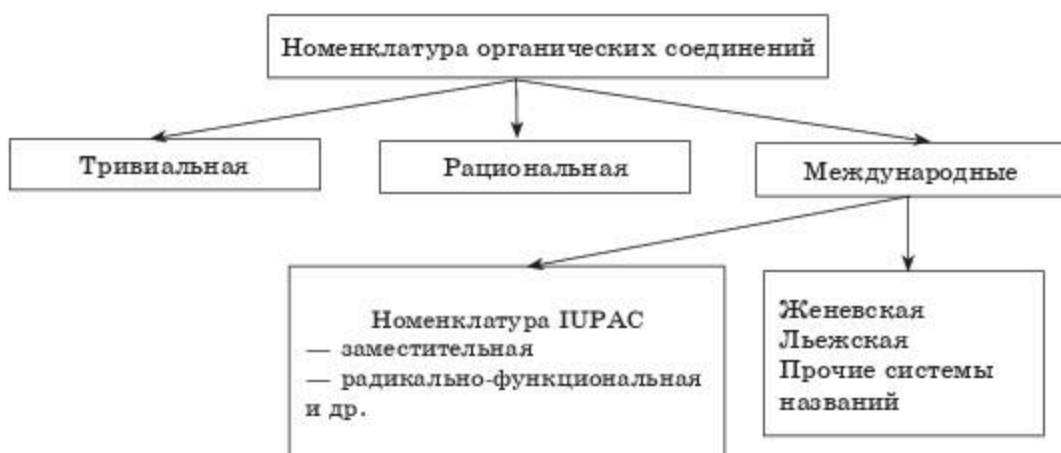 Номенклатура органических соединений
Тривиальная
Рациональная
Международные
Номенклатура IUPAC
— заместительная
— радикально-функциональная
и др.
Женевская
Льежская
Прочие системы
названий